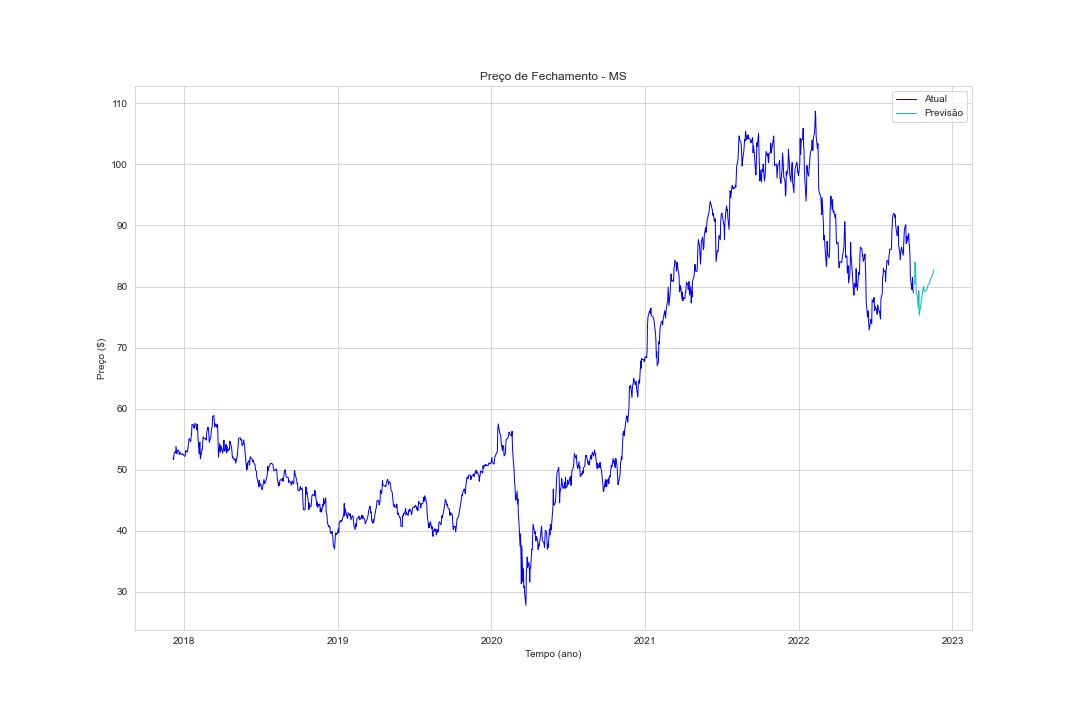 Preço de Fechamento - MS
Atual
Previsão
110
100
90
80
70
60
50
40
30
Preço ($)
2018 2019 2020 2021 2022 2023
Tempo (ano)